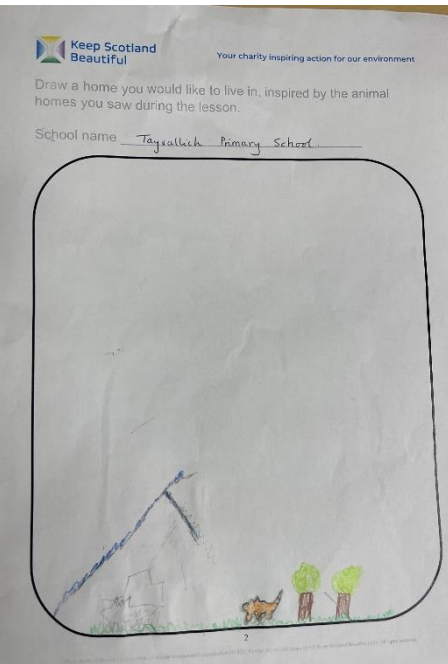 Keep Scotland
Beautiful
Your charity inspiring action for our environment
Draw a home you would like to live in, inspired by the animal
homes you saw during the lesson.
School name Tayvallich Primary School
2